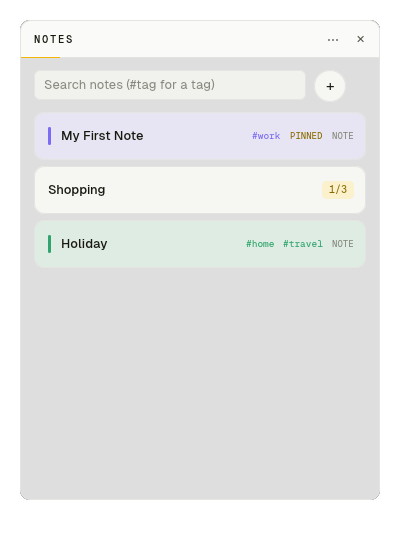 NOTES ··· ×
Search notes (#tag for a tag) +
My First Note #work PINNED NOTE
Shopping 1/3
Holiday #home #travel NOTE